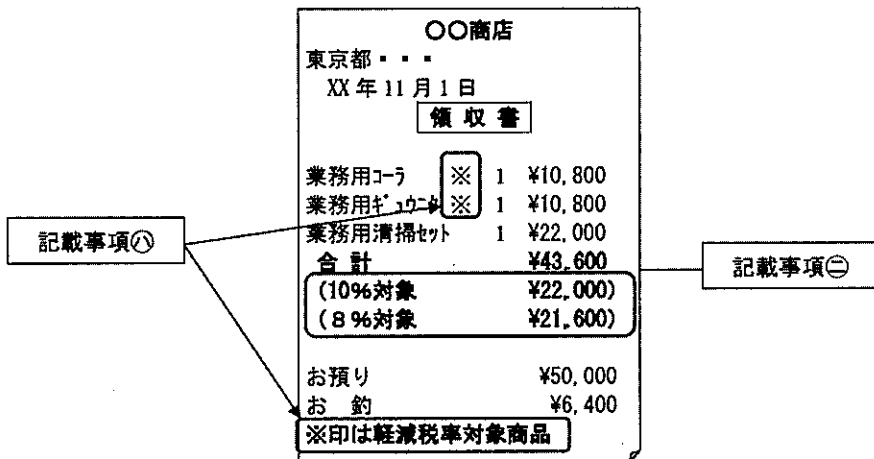 〇〇商店
東京都・・・
XX年11月1日
領収書
業務用コーラ ※ 1 ¥10,800
業務用ギュウニク ※ 1 ¥10,800
業務用清掃セット 1 ¥22,000
合計 ¥43,600
(10%対象 ¥22,000)
(8%対象 ¥21,600)
お預り ¥50,000
お釣 ¥6,400
※印は軽減税率対象商品
記載事項㋩
記載事項㊁